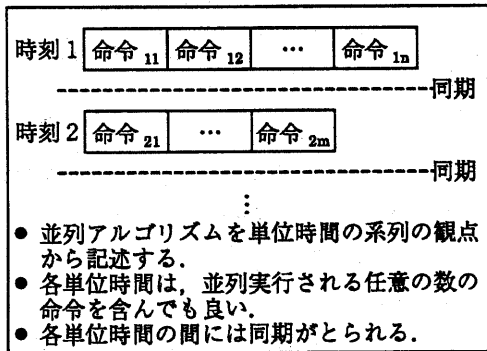 時刻 1 命令 11 命令 12 … 命令 1n
同期
時刻 2 命令 21 … 命令 2m
同期
⋮
● 並列アルゴリズムを単位時間の系列の観点
から記述する．
● 各単位時間は，並列実行される任意の数の
命令を含んでも良い．
● 各単位時間の間には同期がとられる．